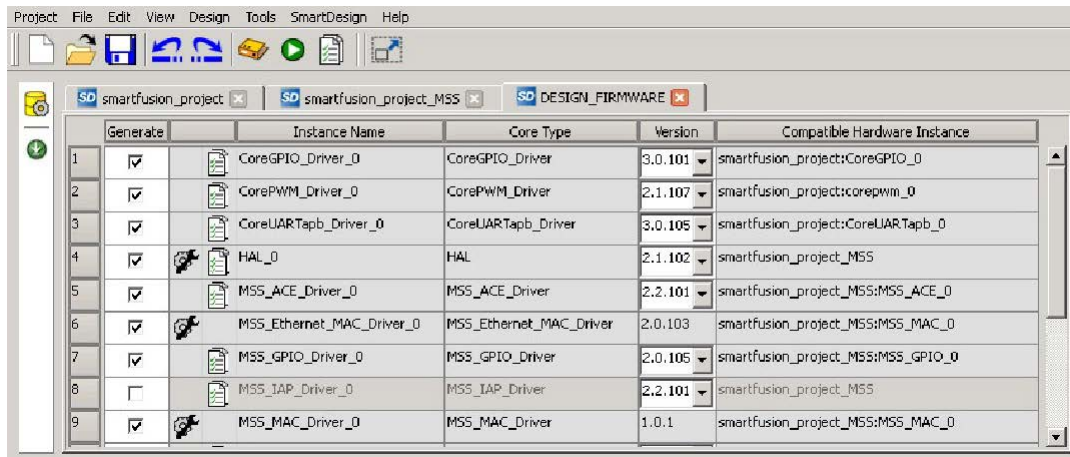 Project File Edit View Design Tools SmartDesign Help
SD smartfusion_project SD smartfusion_project_MSS SD DESIGN_FIRMWARE
Generate Instance Name Core Type Version Compatible Hardware Instance
1 CoreGPIO_Driver_0 CoreGPIO_Driver 3.0.101 smartfusion_project:CoreGPIO_0
2 CorePWM_Driver_0 CorePWM_Driver 2.1.107 smartfusion_project:corepwm_0
3 CoreUARTapb_Driver_0 CoreUARTapb_Driver 3.0.105 smartfusion_project:CoreUARTapb_0
4 HAL_0 HAL 2.1.102 smartfusion_project_MSS
5 MSS_ACE_Driver_0 MSS_ACE_Driver 2.2.101 smartfusion_project_MSS:MSS_ACE_0
6 MSS_Ethernet_MAC_Driver_0 MSS_Ethernet_MAC_Driver 2.0.103 smartfusion_project_MSS:MSS_MAC_0
7 MSS_GPIO_Driver_0 MSS_GPIO_Driver 2.0.105 smartfusion_project_MSS:MSS_GPIO_0
8 MSS_IAP_Driver_0 MSS_IAP_Driver 2.2.101 smartfusion_project_MSS
9 MSS_MAC_Driver_0 MSS_MAC_Driver 1.0.1 smartfusion_project_MSS:MSS_MAC_0